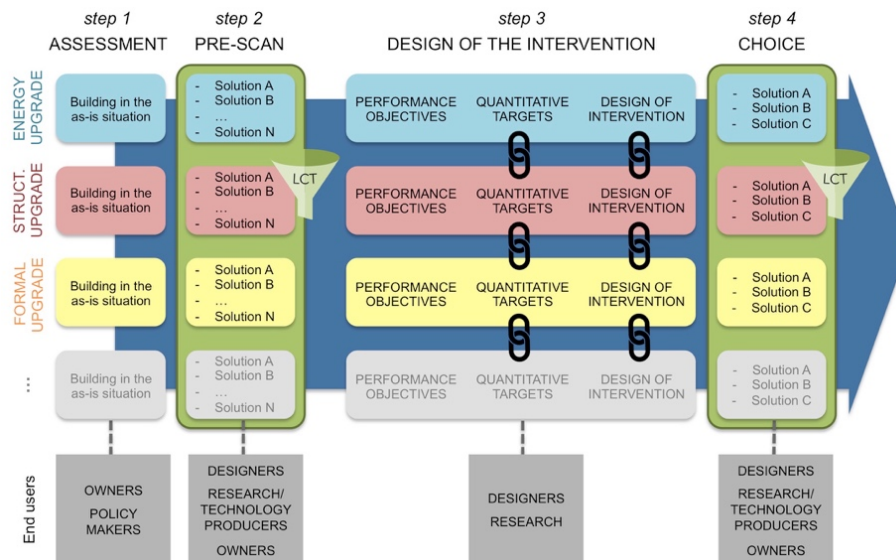 step 1
ASSESSMENT
step 2
PRE-SCAN
step 3
DESIGN OF THE INTERVENTION
step 4
CHOICE
ENERGY
UPGRADE
Building in the
as-is situation
- Solution A
- Solution B
- ...
- Solution N
PERFORMANCE
OBJECTIVES
QUANTITATIVE
TARGETS
DESIGN OF
INTERVENTION
- Solution A
- Solution B
- Solution C
STRUCT.
UPGRADE
Building in the
as-is situation
- Solution A
- Solution B
- ...
- Solution N
LCT
PERFORMANCE
OBJECTIVES
QUANTITATIVE
TARGETS
DESIGN OF
INTERVENTION
- Solution A
- Solution B
- Solution C
LCT
FORMAL
UPGRADE
Building in the
as-is situation
- Solution A
- Solution B
- ...
- Solution N
PERFORMANCE
OBJECTIVES
QUANTITATIVE
TARGETS
DESIGN OF
INTERVENTION
- Solution A
- Solution B
- Solution C
...
Building in the
as-is situation
- Solution A
- Solution B
- ...
- Solution N
PERFORMANCE
OBJECTIVES
QUANTITATIVE
TARGETS
DESIGN OF
INTERVENTION
- Solution A
- Solution B
- Solution C
End users
OWNERS
POLICY
MAKERS
DESIGNERS
RESEARCH/
TECHNOLOGY
PRODUCERS
OWNERS
DESIGNERS
RESEARCH
DESIGNERS
RESEARCH/
TECHNOLOGY
PRODUCERS
OWNERS